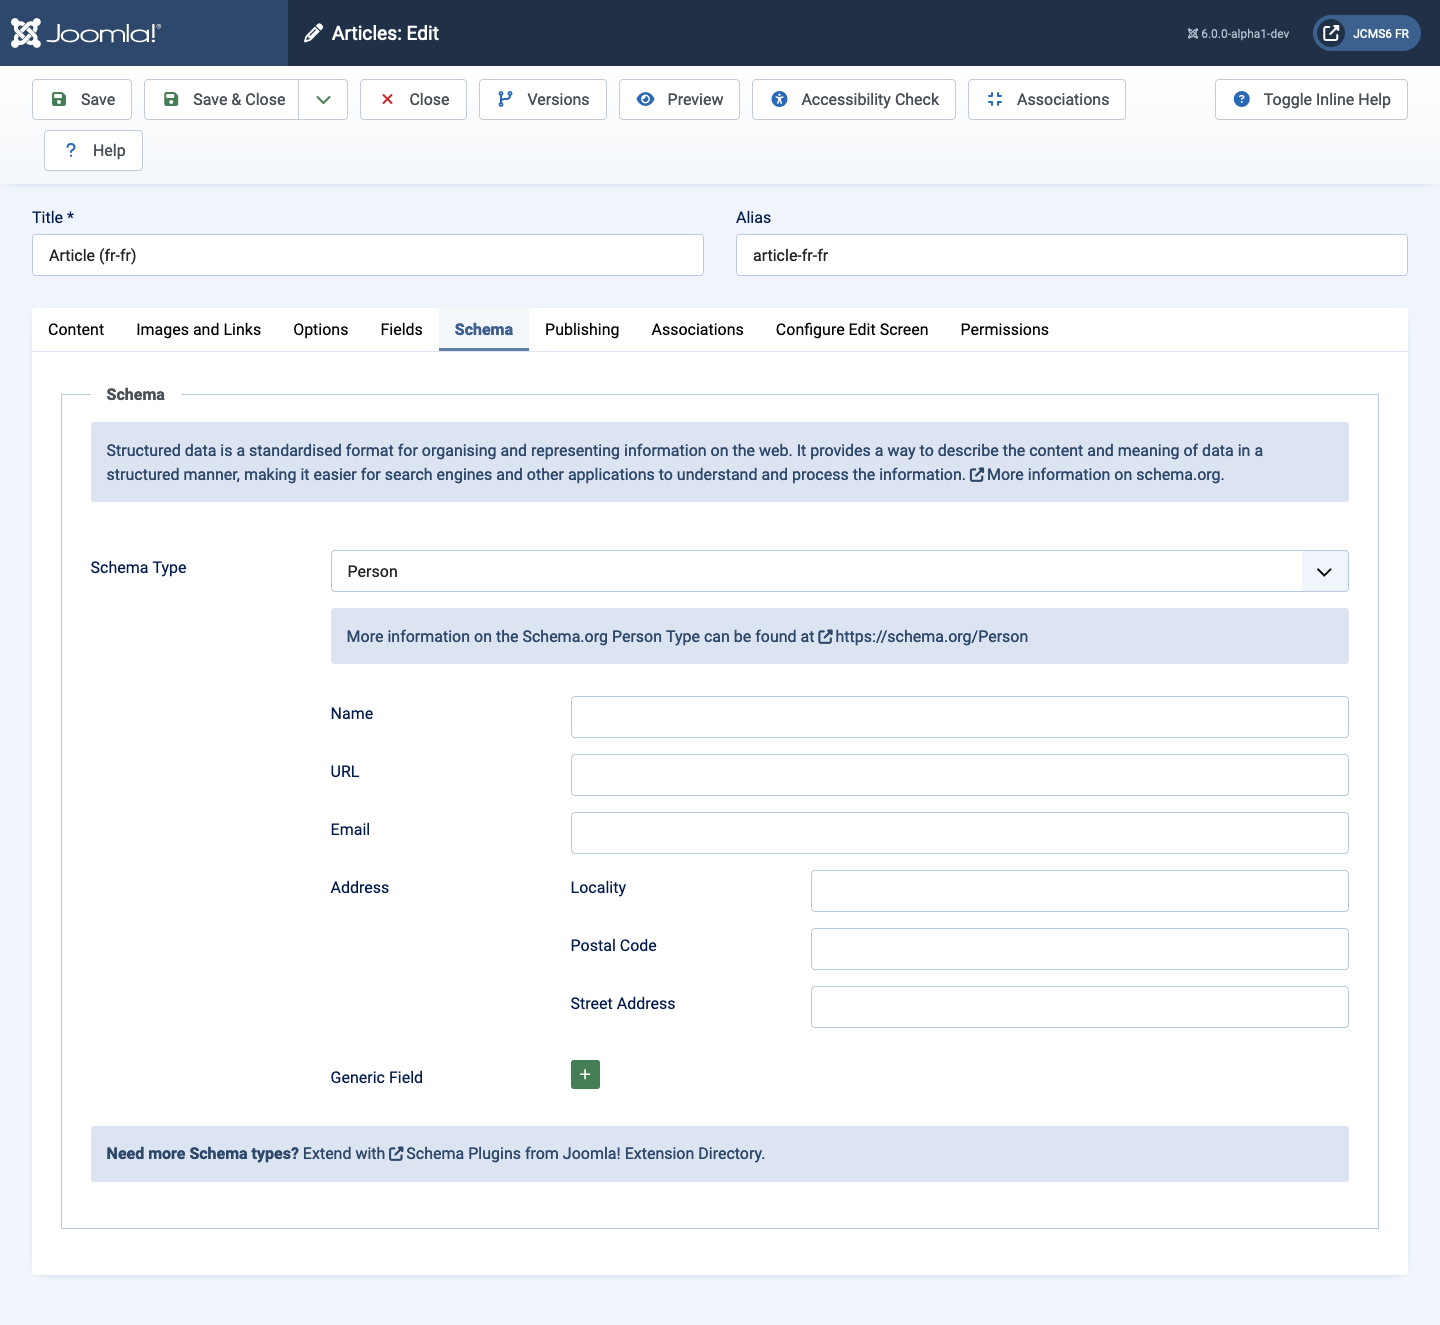 Joomla!®
Articles: Edit
6.0.0-alpha1-dev
JCMS6 FR
Save
Save & Close
Close
Versions
Preview
Accessibility Check
Associations
Toggle Inline Help
Help
Title *
Alias
Article (fr-fr)
article-fr-fr
Content
Images and Links
Options
Fields
Schema
Publishing
Associations
Configure Edit Screen
Permissions
Schema
Structured data is a standardised format for organising and representing information on the web. It provides a way to describe the content and meaning of data in a
structured manner, making it easier for search engines and other applications to understand and process the information. More information on schema.org.
Schema Type
Person
More information on the Schema.org Person Type can be found at https://schema.org/Person
Name
URL
Email
Address
Locality
Postal Code
Street Address
Generic Field
Need more Schema types? Extend with Schema Plugins from Joomla! Extension Directory.